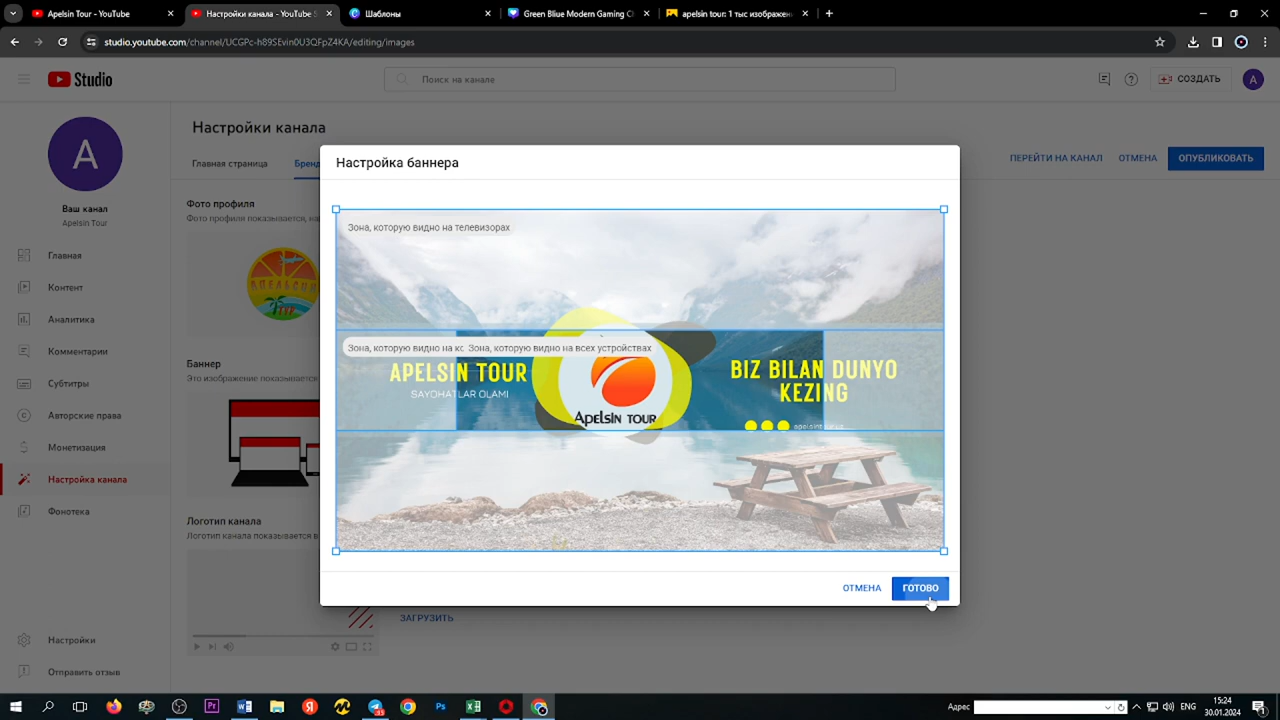 Apelsin Tour - YouTube
Настройки канала - YouTube S
Шаблоны
Green Blue Modern Gaming Ch
apelsin tour: 1 тыс изображени
studio.youtube.com/channel/UCGPc-h89SEvin0U3QFpZ4KA/editing/images
Studio
Поиск на канале
СОЗДАТЬ
A
A
Ваш канал
Apelsin Tour
Главная
Контент
Аналитика
Комментарии
Субтитры
Авторские права
Монетизация
Настройка канала
Фонотека
Настройки
Отправить отзыв
Настройки канала
Главная страница
Бренд
ПЕРЕЙТИ НА КАНАЛ
ОТМЕНА
ОПУБЛИКОВАТЬ
Фото профиля
Фото профиля показывается, на
АПЕЛЬСИН
Баннер
Это изображение показывается
Логотип канала
Логотип канала показывается в
ЗАГРУЗИТЬ
Настройка баннера
Зона, которую видно на телевизорах
Зона, которую видно на кс
Зона, которую видно на всех устройствах
APELSIN TOUR
SAYOHATLAR OLAMI
Apelsin TOUR
BIZ BILAN DUNYO
KEZING
ОТМЕНА
ГОТОВО
Адрес
ENG
15:24
30.01.2024